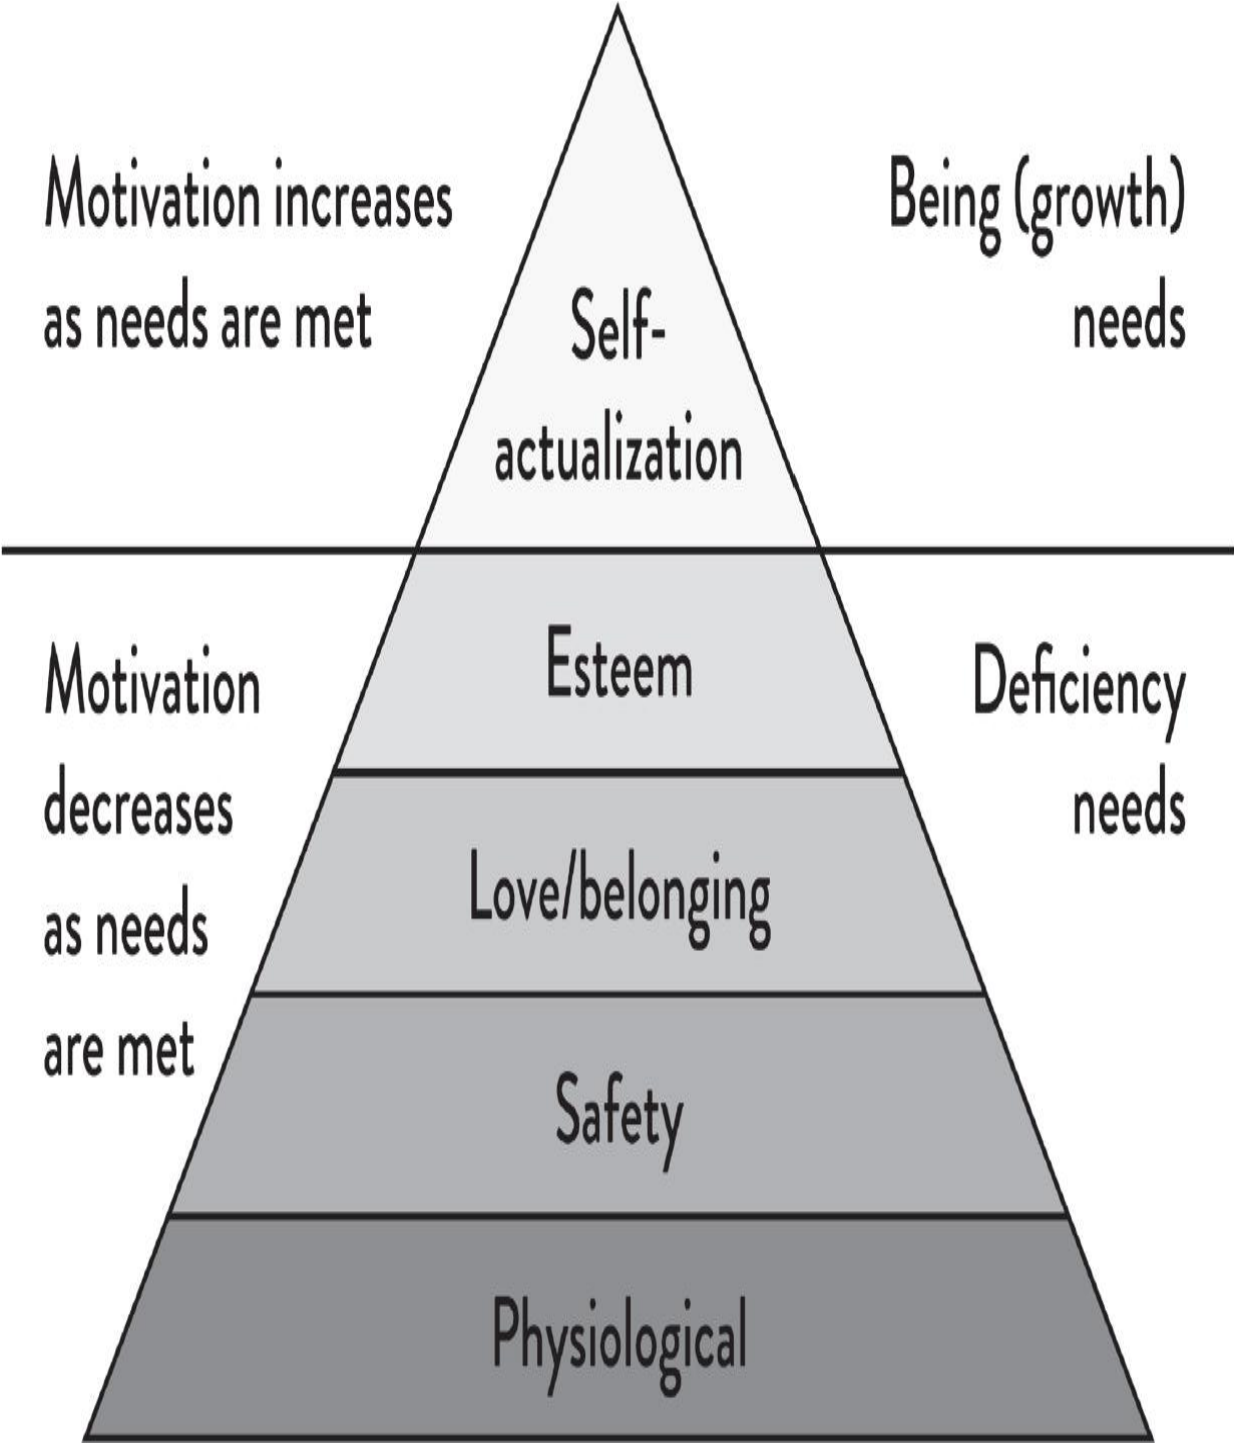 Motivation increases
as needs are met
Being (growth)
needs
Self-
actualization
Motivation
decreases
as needs
are met
Deficiency
needs
Esteem
Love/belonging
Safety
Physiological